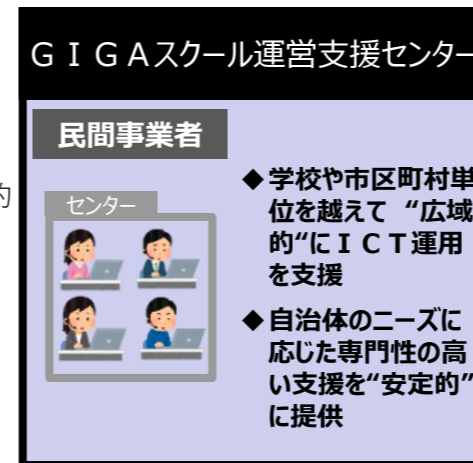 ＧＩＧＡスクール運営支援センター
民間事業者
的
センター
◆学校や市区町村単
位を越えて“広域
的“にＩＣＴ運用
を支援
◆自治体のニーズに
応じた専門性の高
い支援を“安定的”
に提供